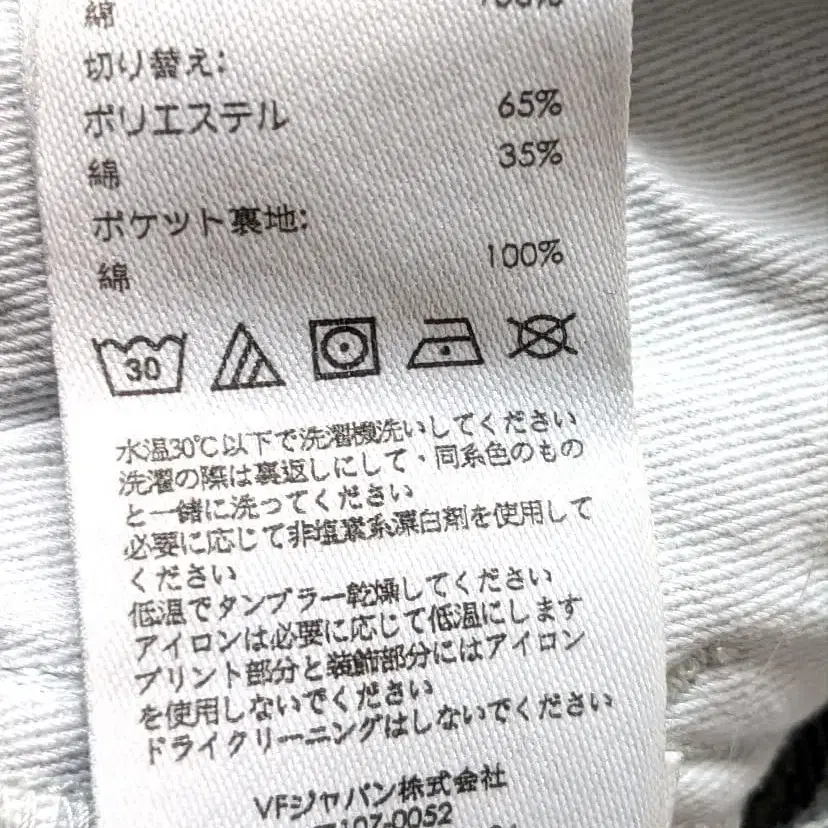 綿 100%
切り替え:
ポリエステル 65%
綿 35%
ポケット裏地:
綿 100%
30
水温30℃以下で洗濯機洗いしてください
洗濯の際は裏返しにして・同系色のもの
と一緒に洗ってください
必要に応じて非塩素系漂白剤を使用して
ください
低温でタンブラー乾燥してください
アイロンは必要に応じて低温にします
プリント部分と装飾部分にはアイロン
を使用しないでください
ドライクリーニングはしないでください
VFジャパン株式会社
〒107-0052